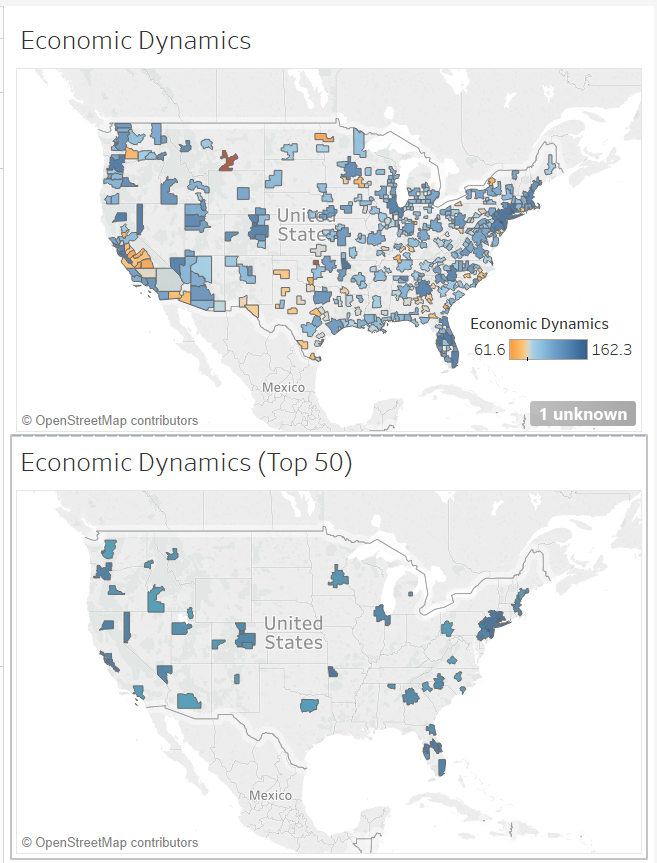 Economic Dynamics
United
States
Economic Dynamics
61.6
162.3
Mexico
1 unknown
© OpenStreetMap contributors
Economic Dynamics (Top 50)
United
States
Mexico
© OpenStreetMap contributors